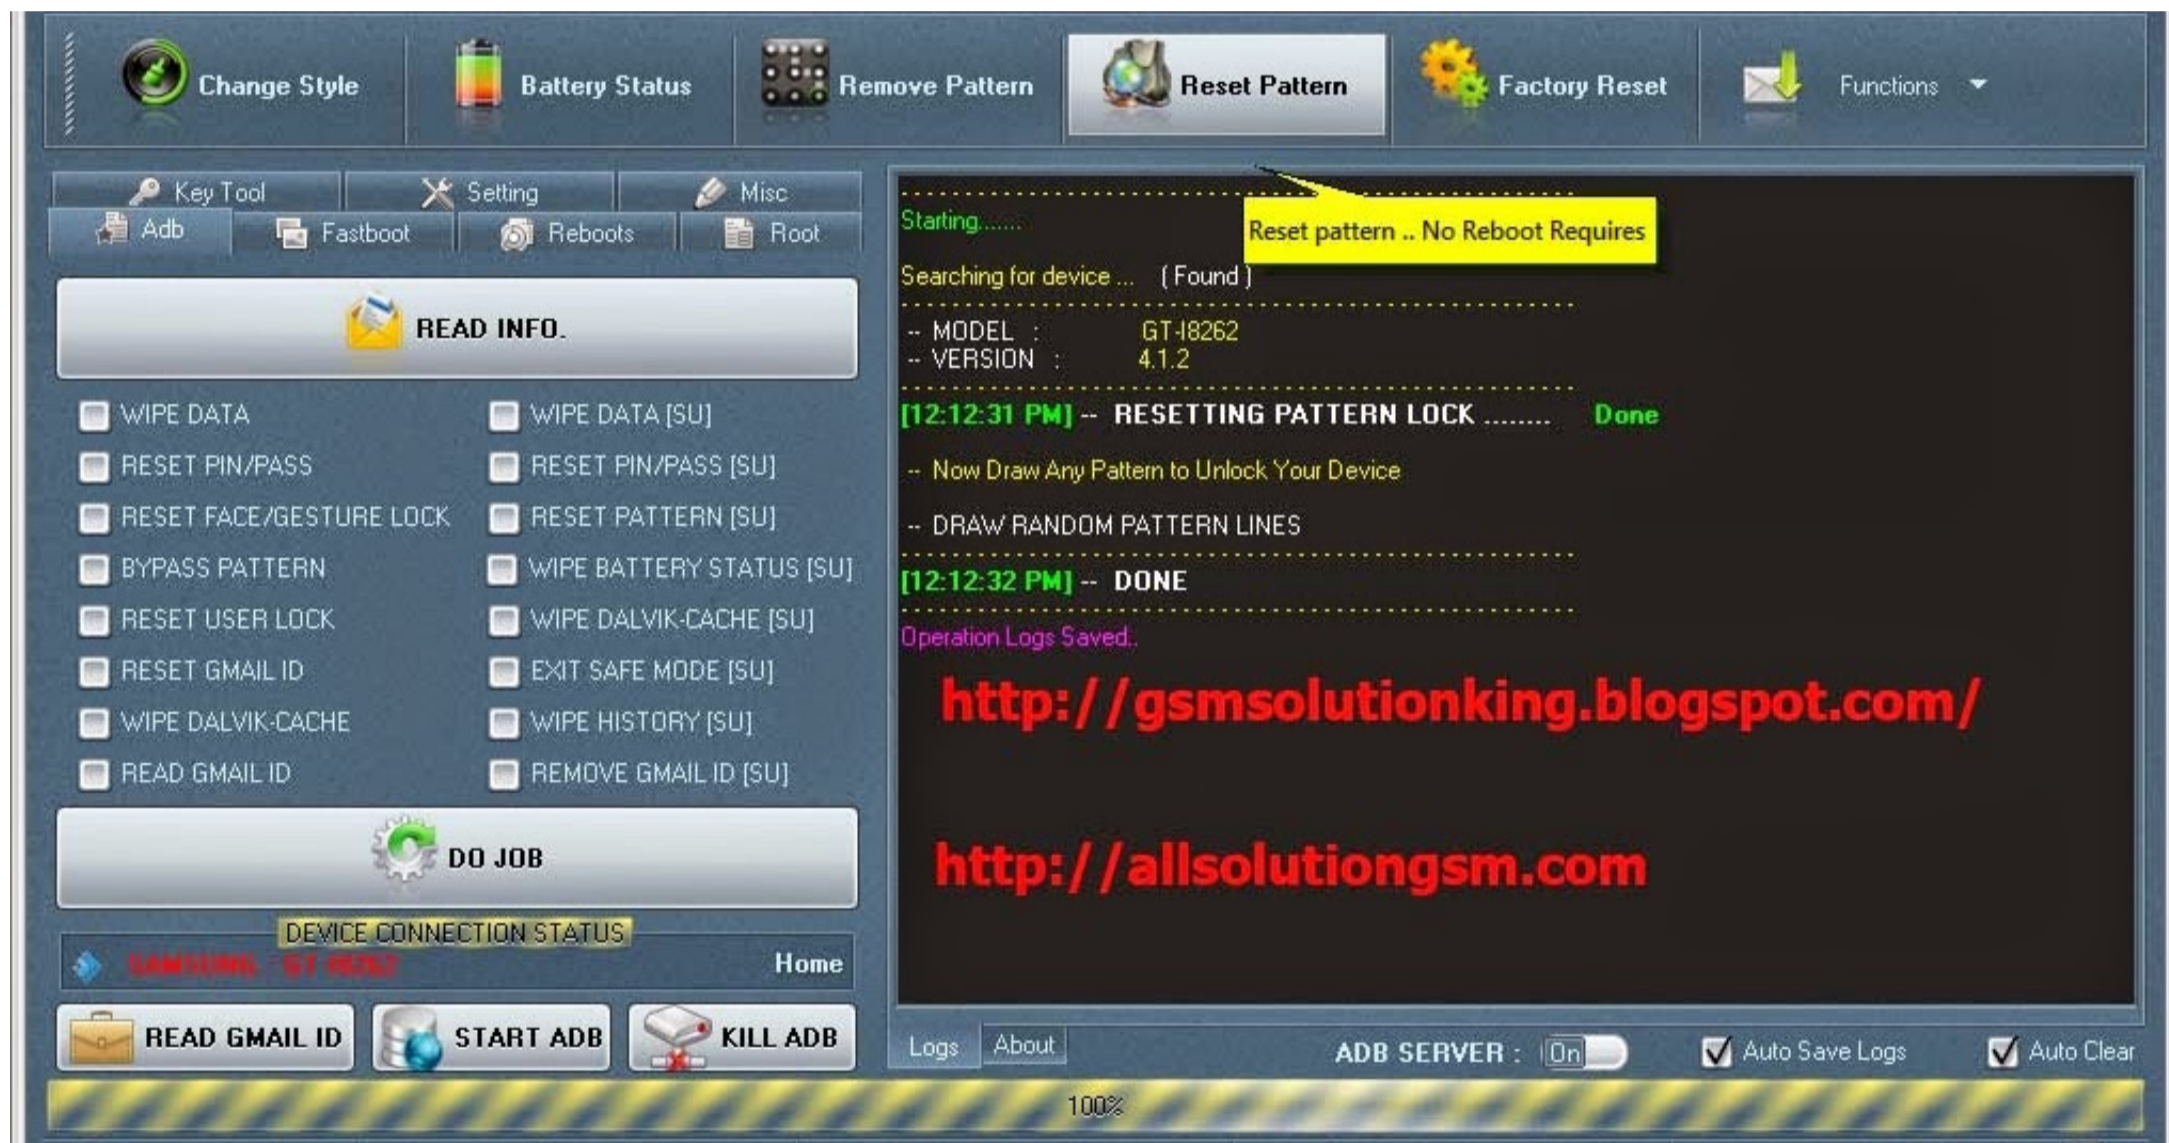 Change Style
Battery Status
Remove Pattern
Reset Pattern
Factory Reset
Functions
Key Tool
Setting
Misc
Adb
Fastboot
Reboots
Root
READ INFO.
WIPE DATA
WIPE DATA [SU]
RESET PIN/PASS
RESET PIN/PASS [SU]
RESET FACE/GESTURE LOCK
RESET PATTERN [SU]
BYPASS PATTERN
WIPE BATTERY STATUS [SU]
RESET USER LOCK
WIPE DALVIK-CACHE [SU]
RESET GMAIL ID
EXIT SAFE MODE [SU]
WIPE DALVIK-CACHE
WIPE HISTORY [SU]
READ GMAIL ID
REMOVE GMAIL ID [SU]
DO JOB
DEVICE CONNECTION STATUS
SAMSUNG GT-I8262
Home
READ GMAIL ID
START ADB
KILL ADB
Starting.......
Reset pattern .. No Reboot Requires
Searching for device ... ( Found )
-- MODEL : GT-I8262
-- VERSION : 4.1.2
[12:12:31 PM] -- RESETTING PATTERN LOCK ........ Done
-- Now Draw Any Pattern to Unlock Your Device
-- DRAW RANDOM PATTERN LINES
[12:12:32 PM] -- DONE
Operation Logs Saved..
http://gsmsolutionking.blogspot.com/
http://allsolutiongsm.com
Logs
About
ADB SERVER : On
Auto Save Logs
Auto Clear
100%